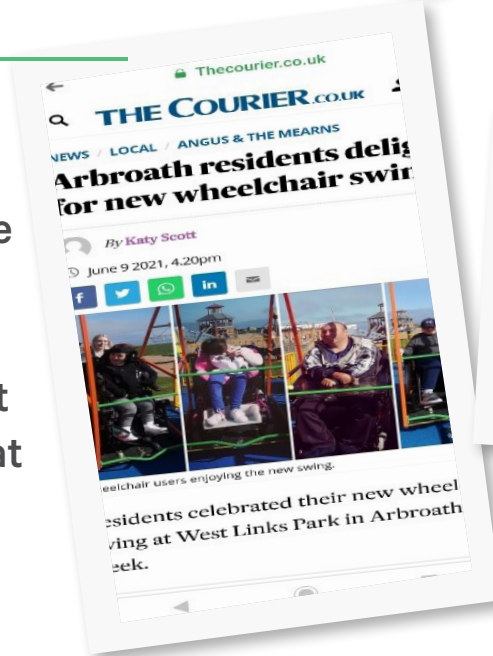 Thecourier.co.uk
THE COURIER.CO.UK
NEWS / LOCAL / ANGUS & THE MEARNS
Arbroath residents delig
for new wheelchair swin
By Katy Scott
June 9 2021, 4.20pm
f in
eelchair users enjoying the new swing.
esidents celebrated their new wheel
ving at West Links Park in Arbroath
eek.
e
t
at